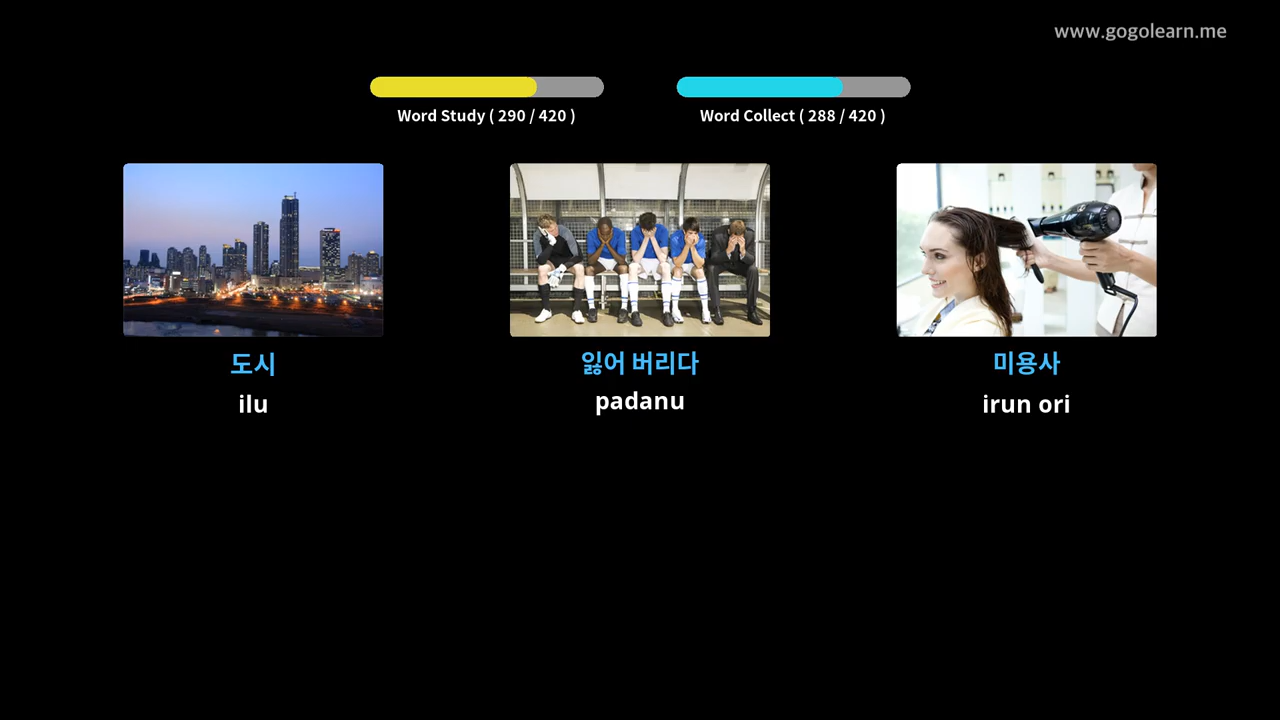 www.gogolearn.me
Word Study ( 290 / 420 )
Word Collect ( 288 / 420 )
도시
잃어 버리다
미용사
ilu
padanu
irun ori